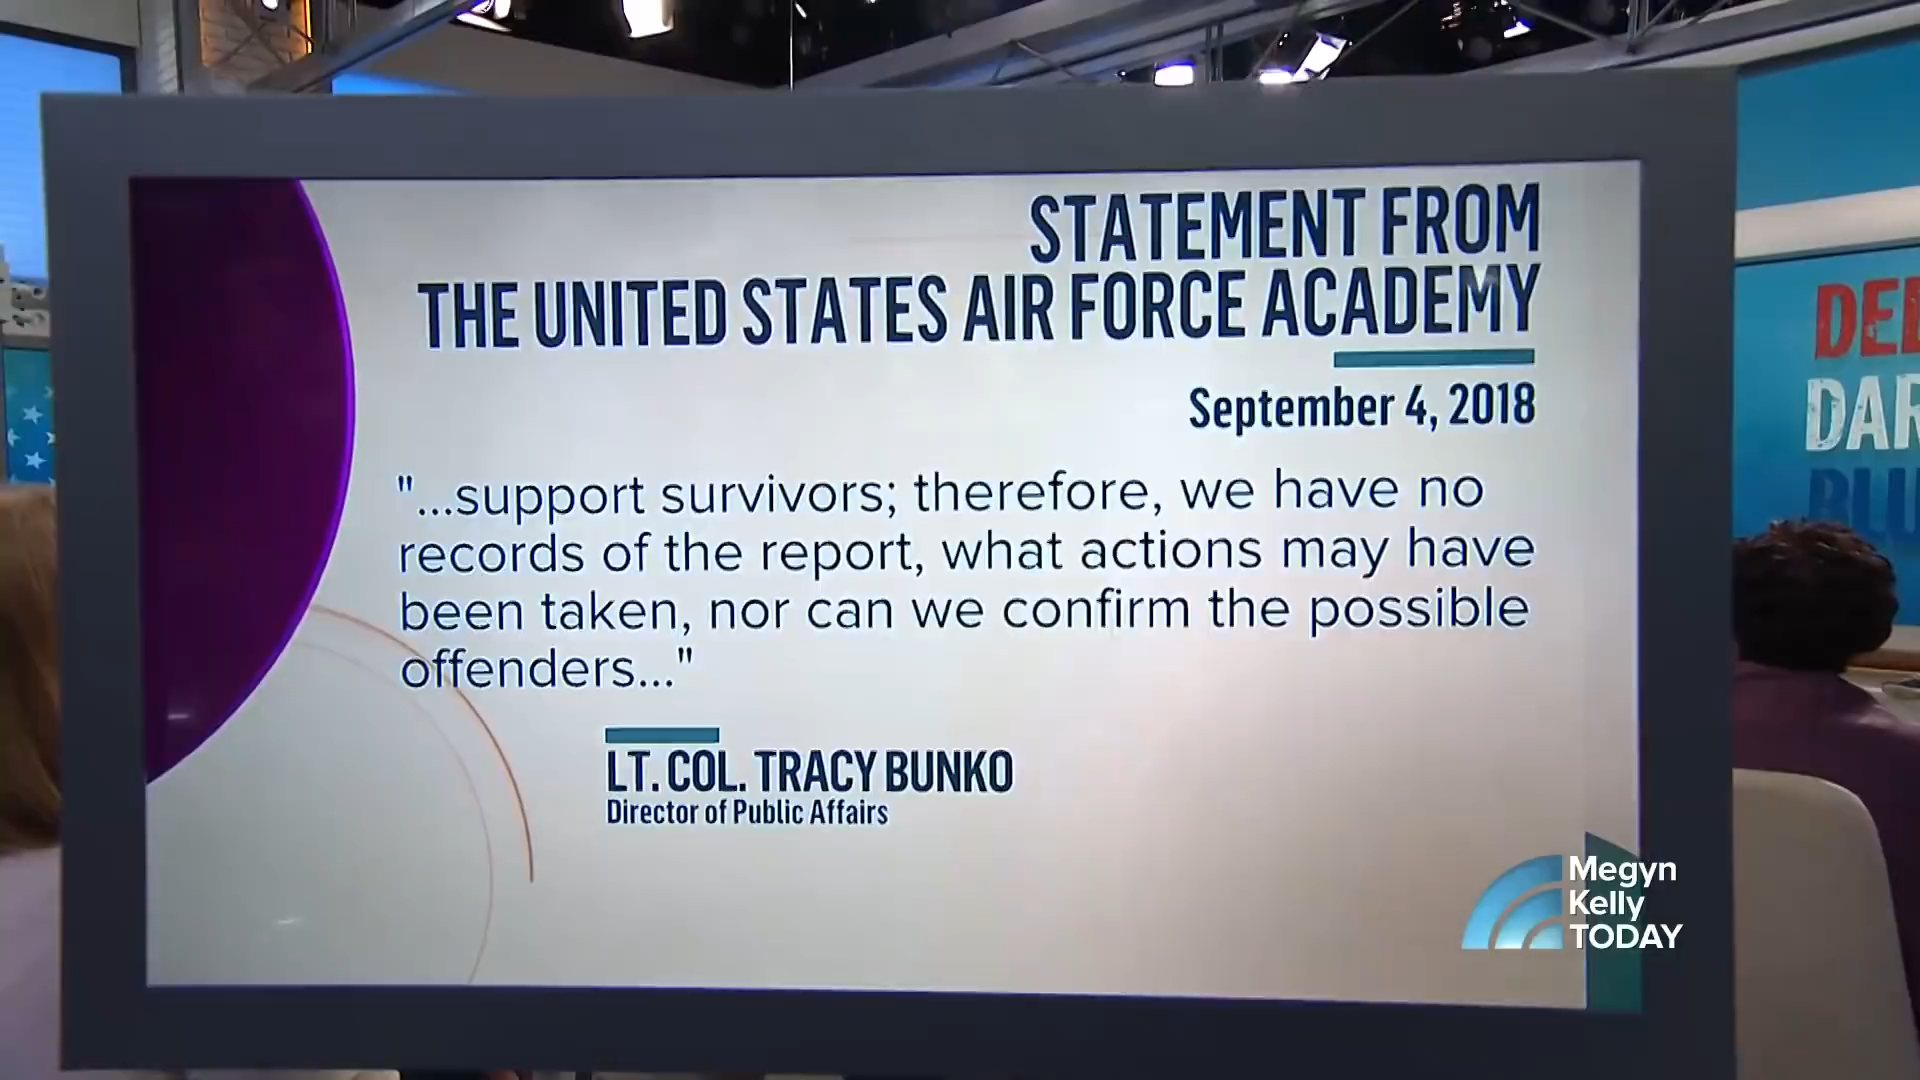 STATEMENT FROM
THE UNITED STATES AIR FORCE ACADEMY
September 4, 2018
"...support survivors; therefore, we have no
records of the report, what actions may have
been taken, nor can we confirm the possible
offenders..."
LT. COL. TRACY BUNKO
Director of Public Affairs
Megyn
Kelly
TODAY